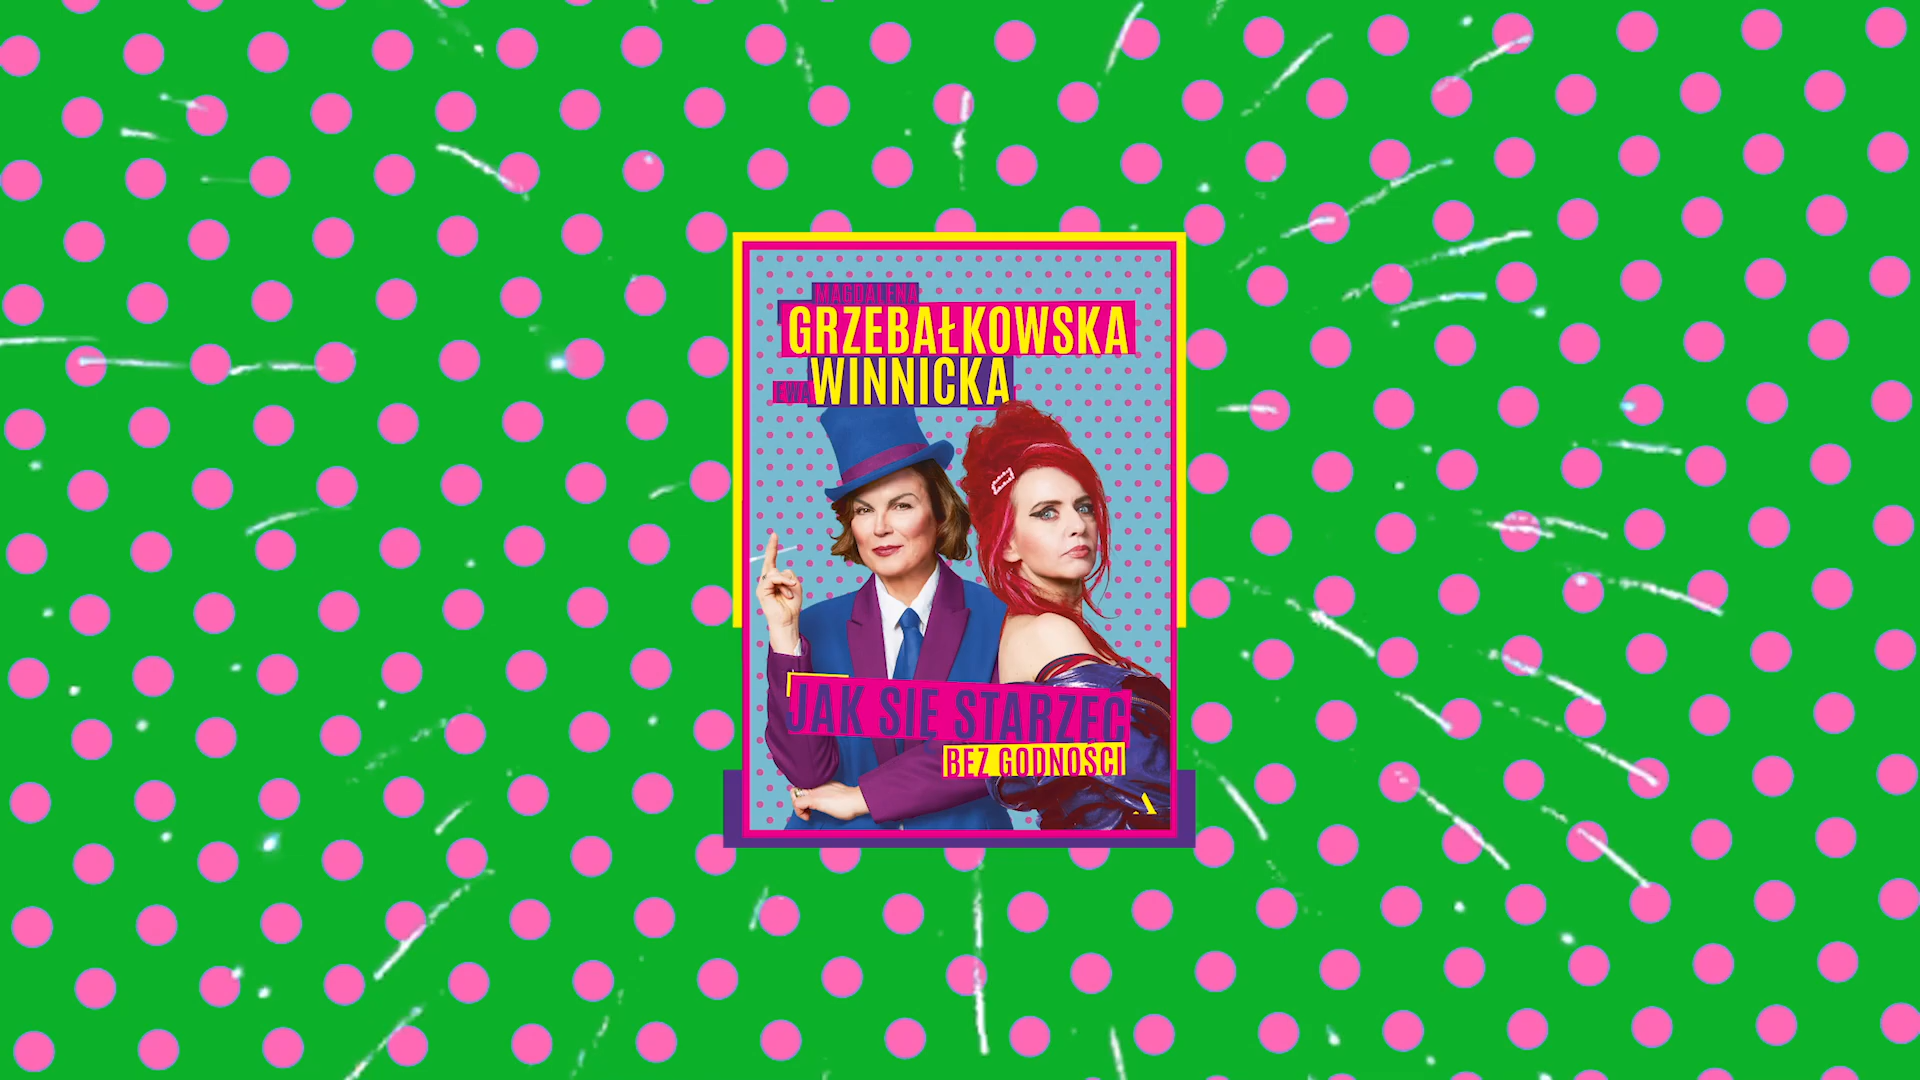 MAGDALENA
GRZEBAŁKOWSKA
EWA WINNICKA
JAK SIĘ STARZEĆ
BEZ GODNOŚCI